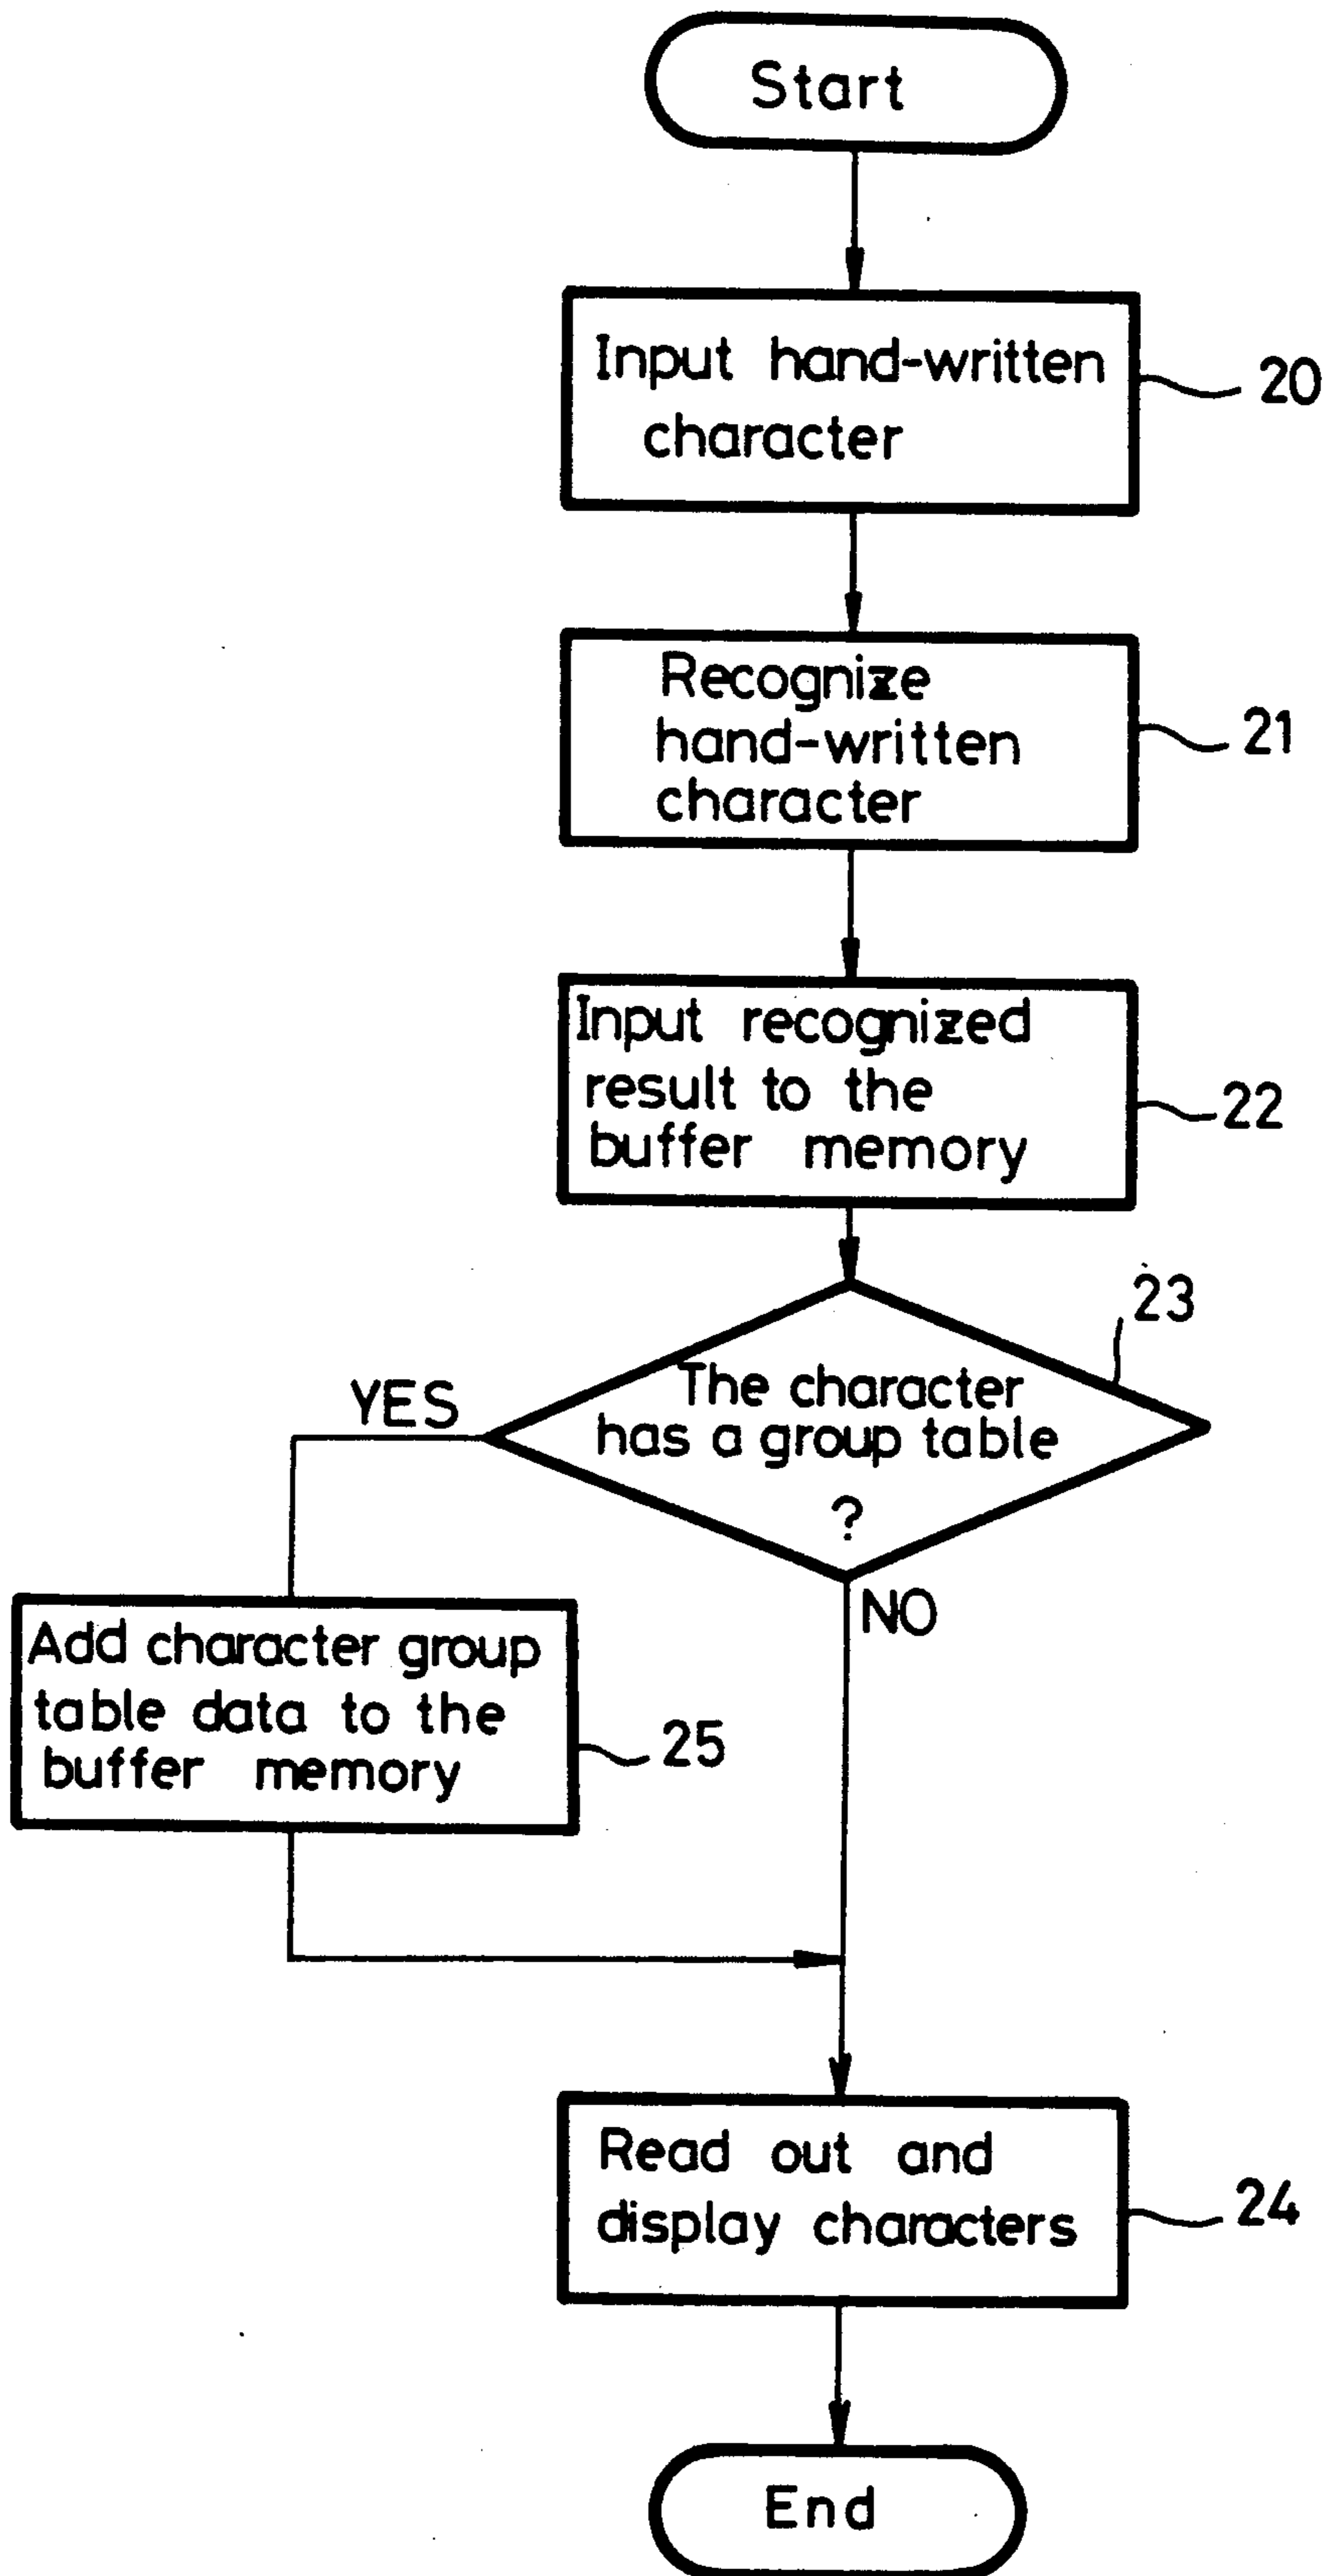 Start
Input hand-written
character
20
Recognize
hand-written
character
21
Input recognized
result to the
buffer memory
22
23
The character
has a group table
?
YES
NO
Add character group
table data to the
buffer memory
25
Read out and
display characters
24
End